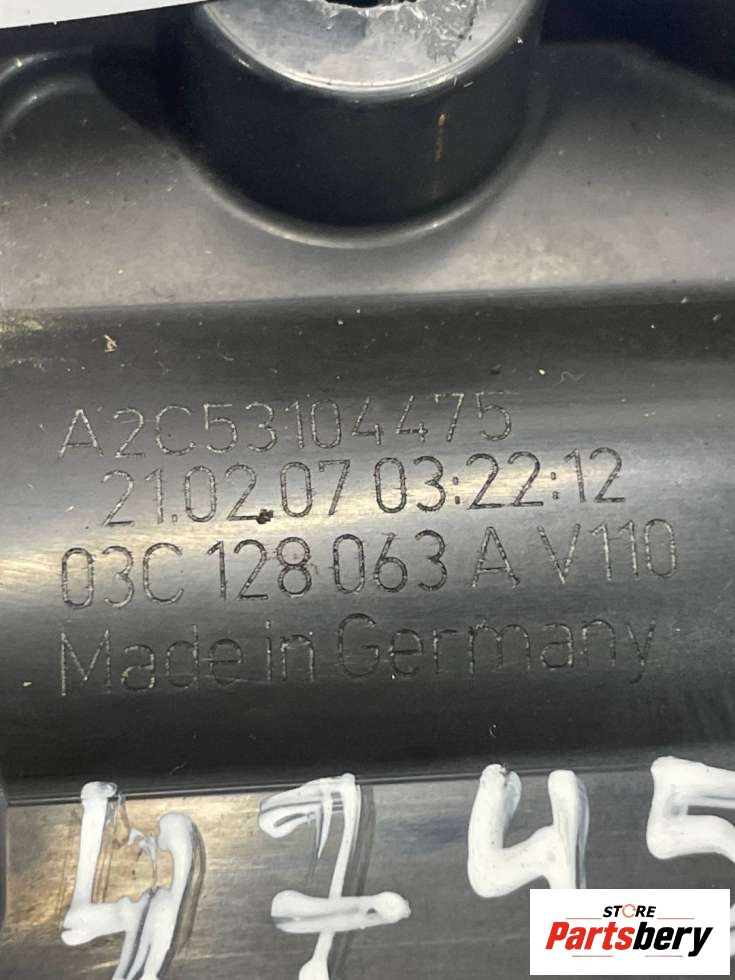 A2C53104475
21.02.07 03:22:12
03C 128 063 A V110
Made in Germany
4745
STORE
Partsbery